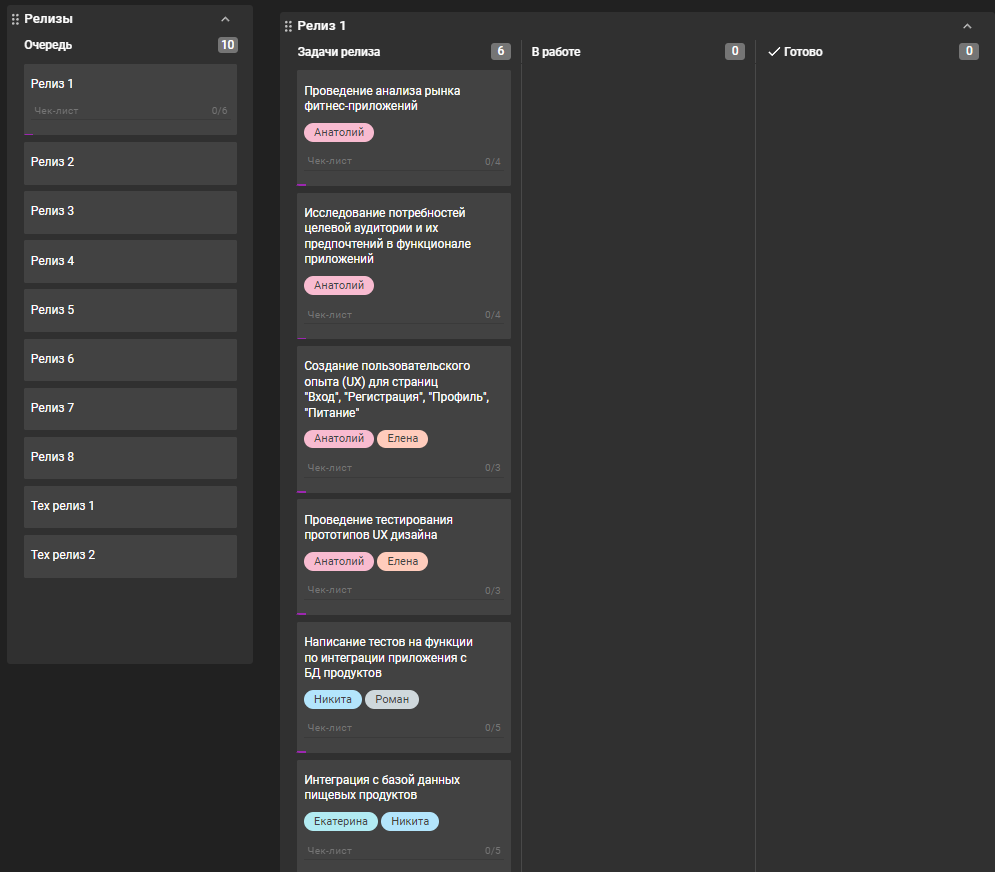 Релизы
Очередь 10
Релиз 1
Чек-лист 0/6
Релиз 2
Релиз 3
Релиз 4
Релиз 5
Релиз 6
Релиз 7
Релиз 8
Тех релиз 1
Тех релиз 2
Релиз 1
Задачи релиза 6
Проведение анализа рынка
фитнес-приложений
Анатолий
Чек-лист 0/4
Исследование потребностей
целевой аудитории и их
предпочтений в функционале
приложений
Анатолий
Чек-лист 0/4
Создание пользовательского
опыта (UX) для страниц
"Вход", "Регистрация", "Профиль",
"Питание"
Анатолий Елена
Чек-лист 0/3
Проведение тестирования
прототипов UX дизайна
Анатолий Елена
Чек-лист 0/3
Написание тестов на функции
по интеграции приложения с
БД продуктов
Никита Роман
Чек-лист 0/5
Интеграция с базой данных
пищевых продуктов
Екатерина Никита
Чек-лист 0/5
В работе 0
Готово 0